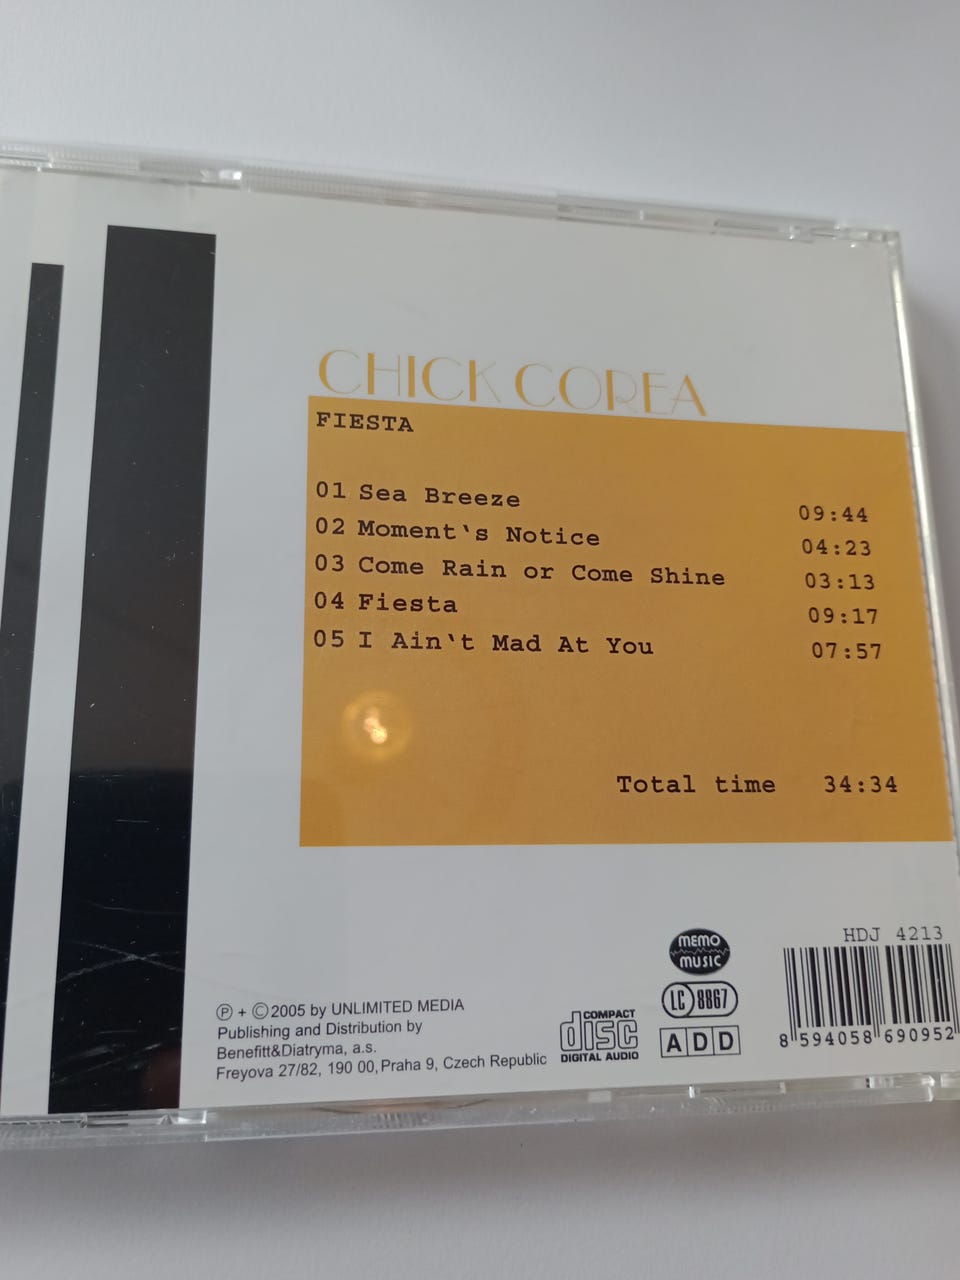 CHICK COREA
FIESTA
01 Sea Breeze 09:44
02 Moment‘s Notice 04:23
03 Come Rain or Come Shine 03:13
04 Fiesta 09:17
05 I Ain‘t Mad At You 07:57
Total time 34:34
HDJ 4213
MEMO
MUSIC
LC 8867
ADD
COMPACT
disc
DIGITAL AUDIO
8 594058 690952
Ⓟ + Ⓒ 2005 by UNLIMITED MEDIA
Publishing and Distribution by
Benefitt&Diatryma, a.s.
Freyova 27/82, 190 00, Praha 9, Czech Republic